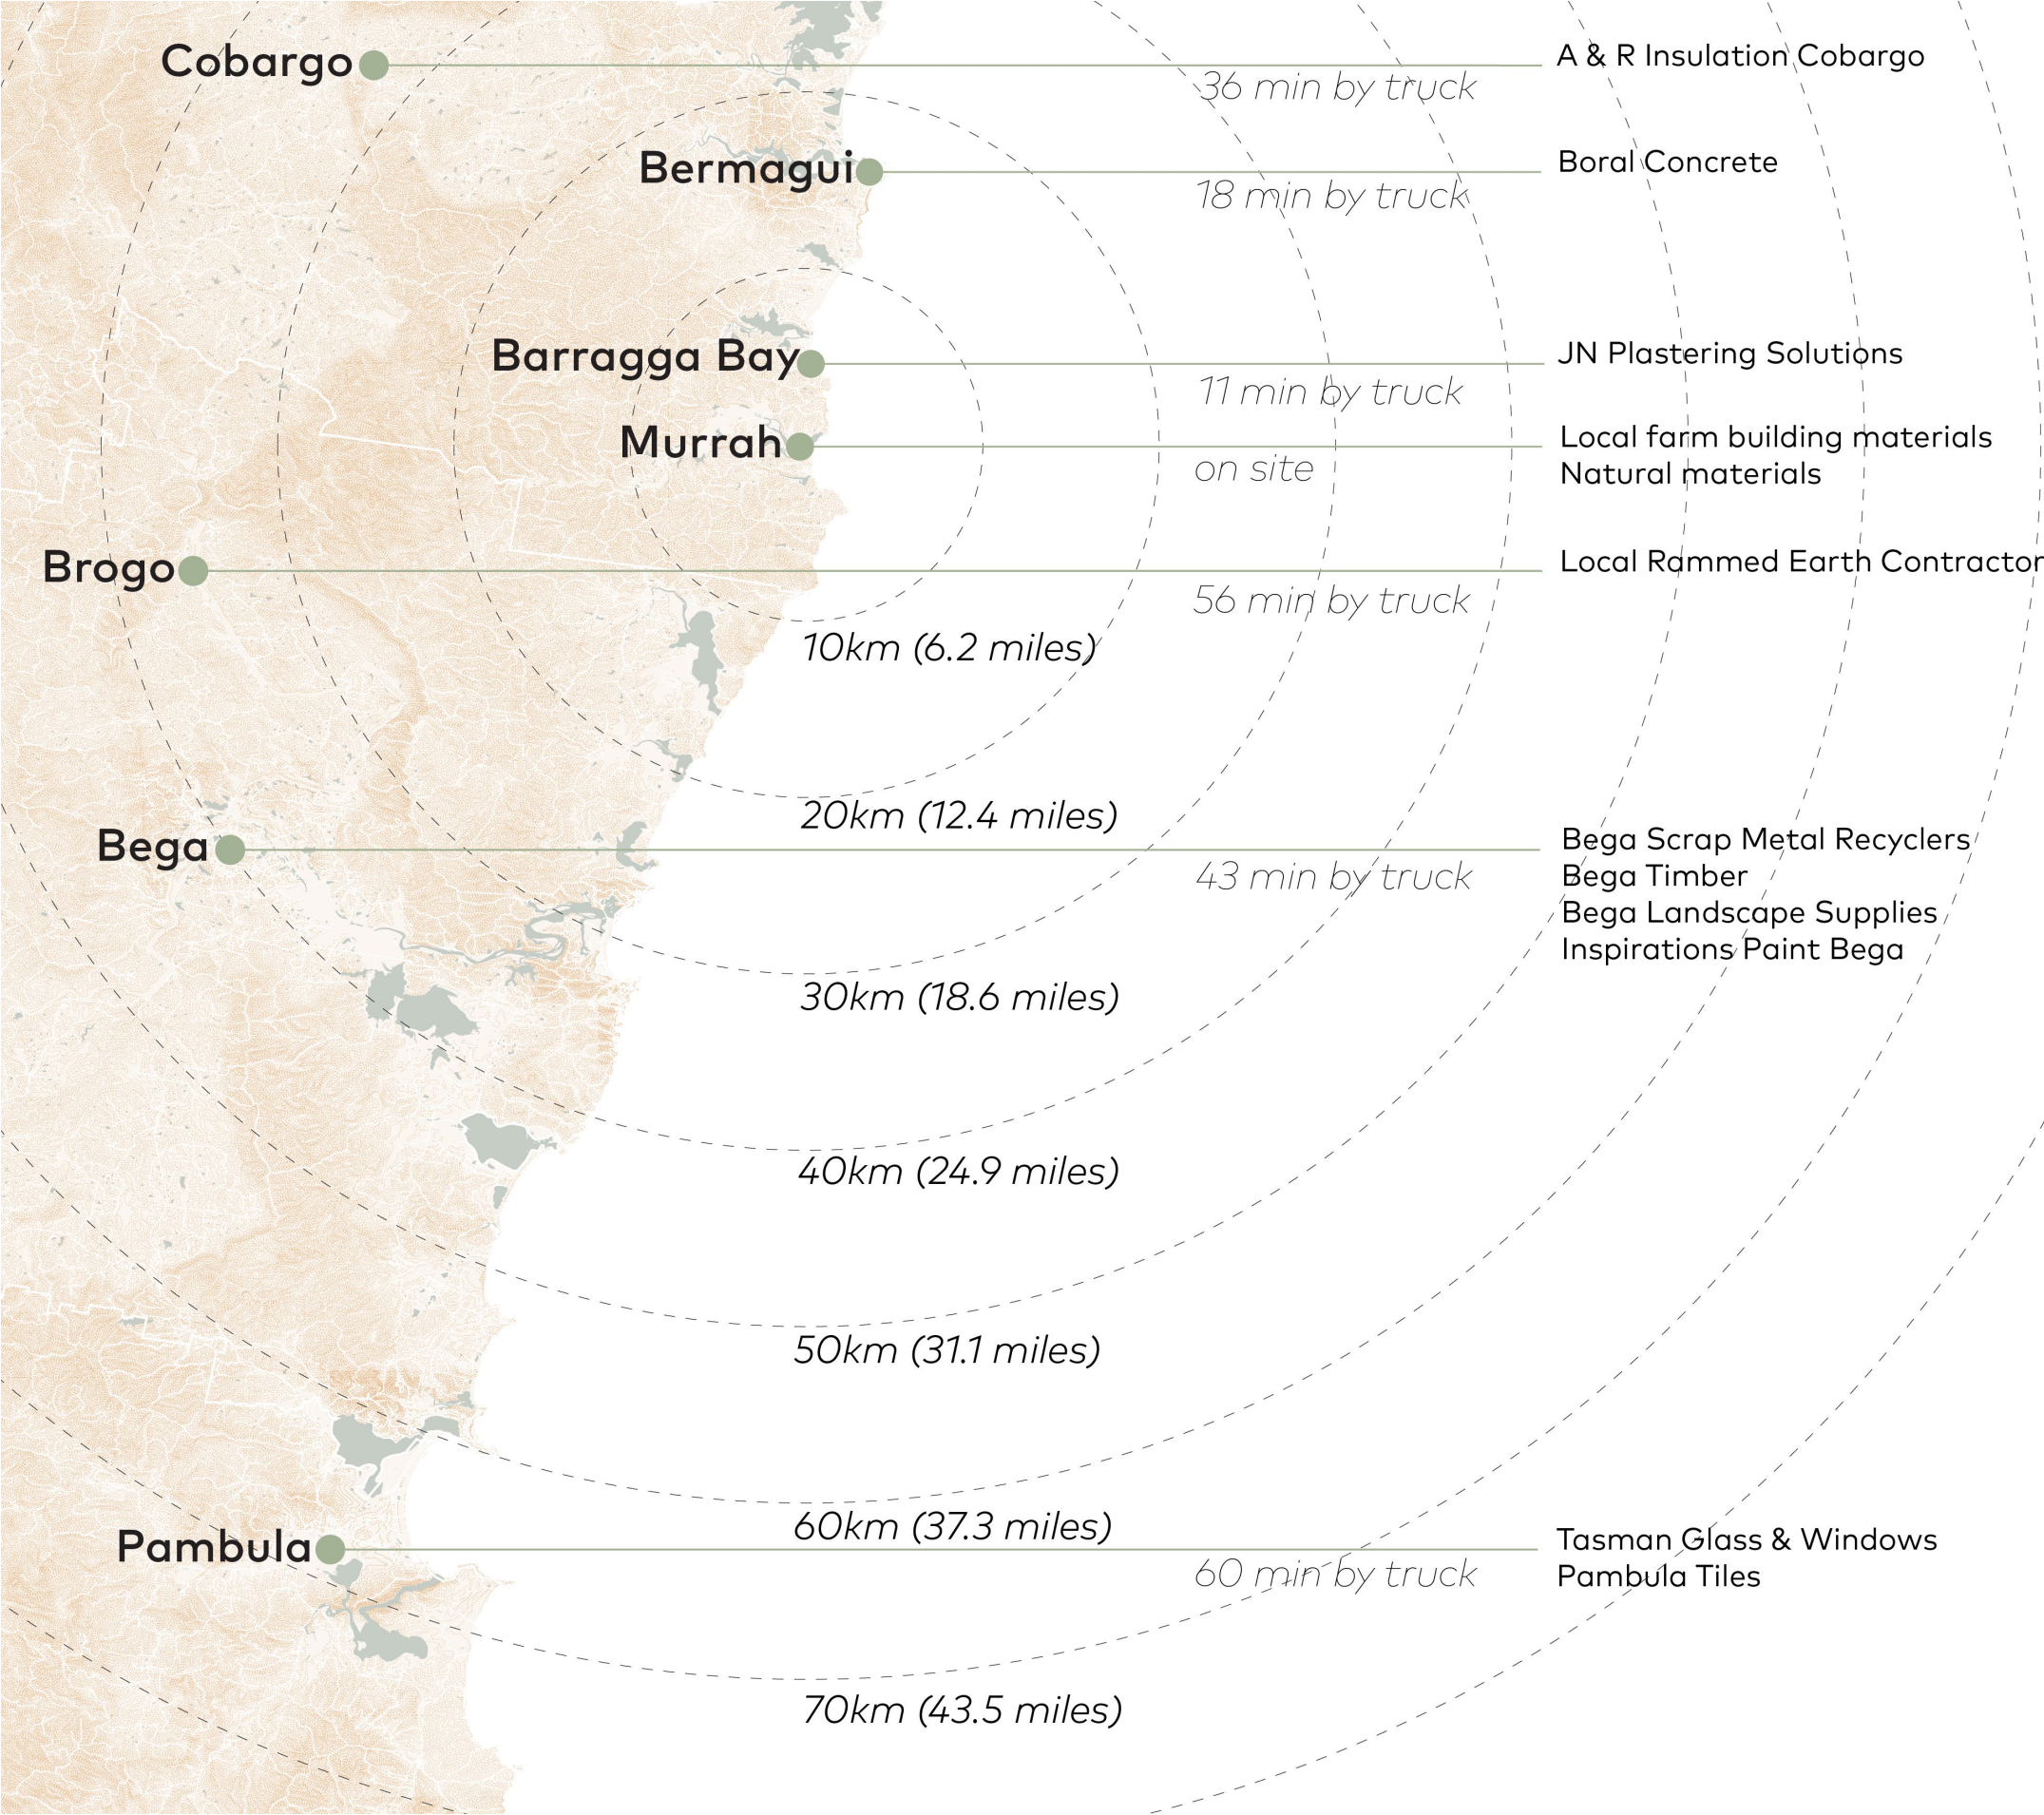 Cobargo
A & R Insulation Cobargo
36 min by truck
Bermagui
Boral Concrete
18 min by truck
Barragga Bay
JN Plastering Solutions
11 min by truck
Murrah
Local farm building materials
Natural materials
on site
Brogo
Local Rammed Earth Contractor
56 min by truck
10km (6.2 miles)
20km (12.4 miles)
Bega
Bega Scrap Metal Recyclers
Bega Timber
Bega Landscape Supplies
Inspirations Paint Bega
43 min by truck
30km (18.6 miles)
40km (24.9 miles)
50km (31.1 miles)
60km (37.3 miles)
Pambula
Tasman Glass & Windows
Pambula Tiles
60 min by truck
70km (43.5 miles)